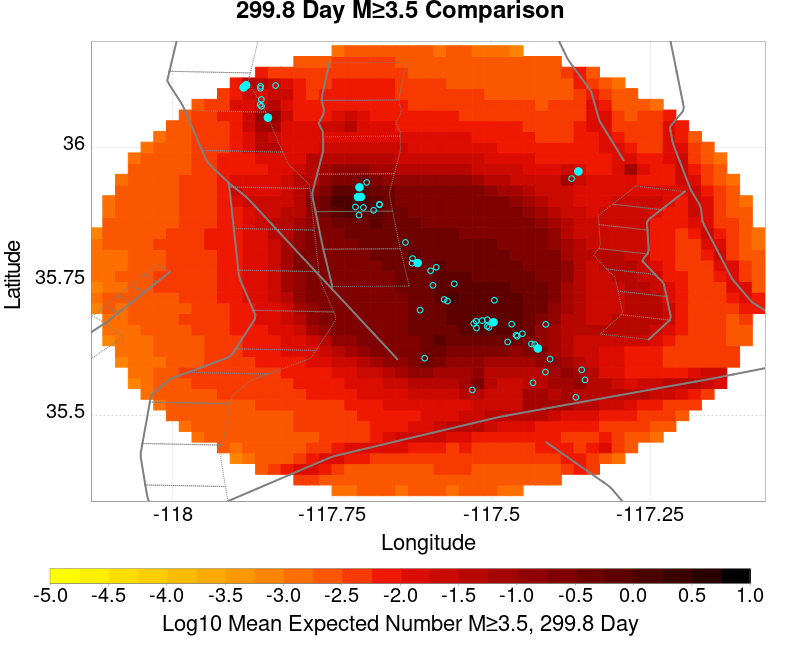 299.8 Day M≥3.5 Comparison
36
35.75
35.5
Latitude
-118 -117.75 -117.5 -117.25
Longitude
-5.0 -4.5 -4.0 -3.5 -3.0 -2.5 -2.0 -1.5 -1.0 -0.5 0.0 0.5 1.0
Log10 Mean Expected Number M≥3.5, 299.8 Day